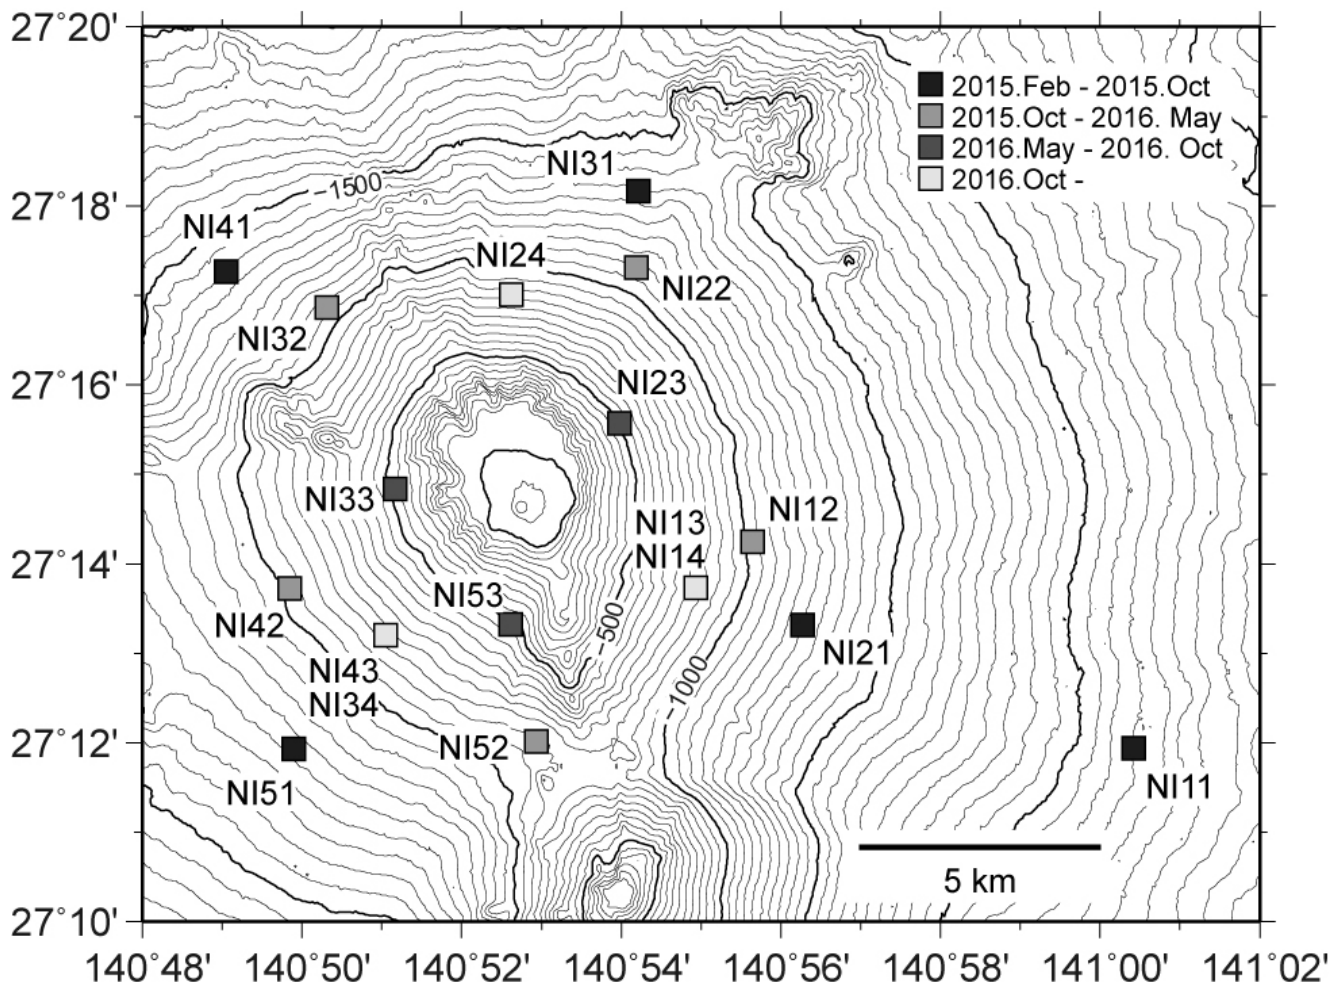 27°20'
2015.Feb - 2015.Oct
2015.Oct - 2016. May
2016.May - 2016. Oct
2016.Oct -
NI31
-1500
27°18'
NI41
NI24
NI22
NI32
27°16'
NI23
NI33
NI13
NI12
NI14
27°14'
NI53
NI42
-500
NI21
NI43
NI34
-1000
27°12'
NI52
NI51
NI11
5 km
27°10'
140°48' 140°50' 140°52' 140°54' 140°56' 140°58' 141°00' 141°02'